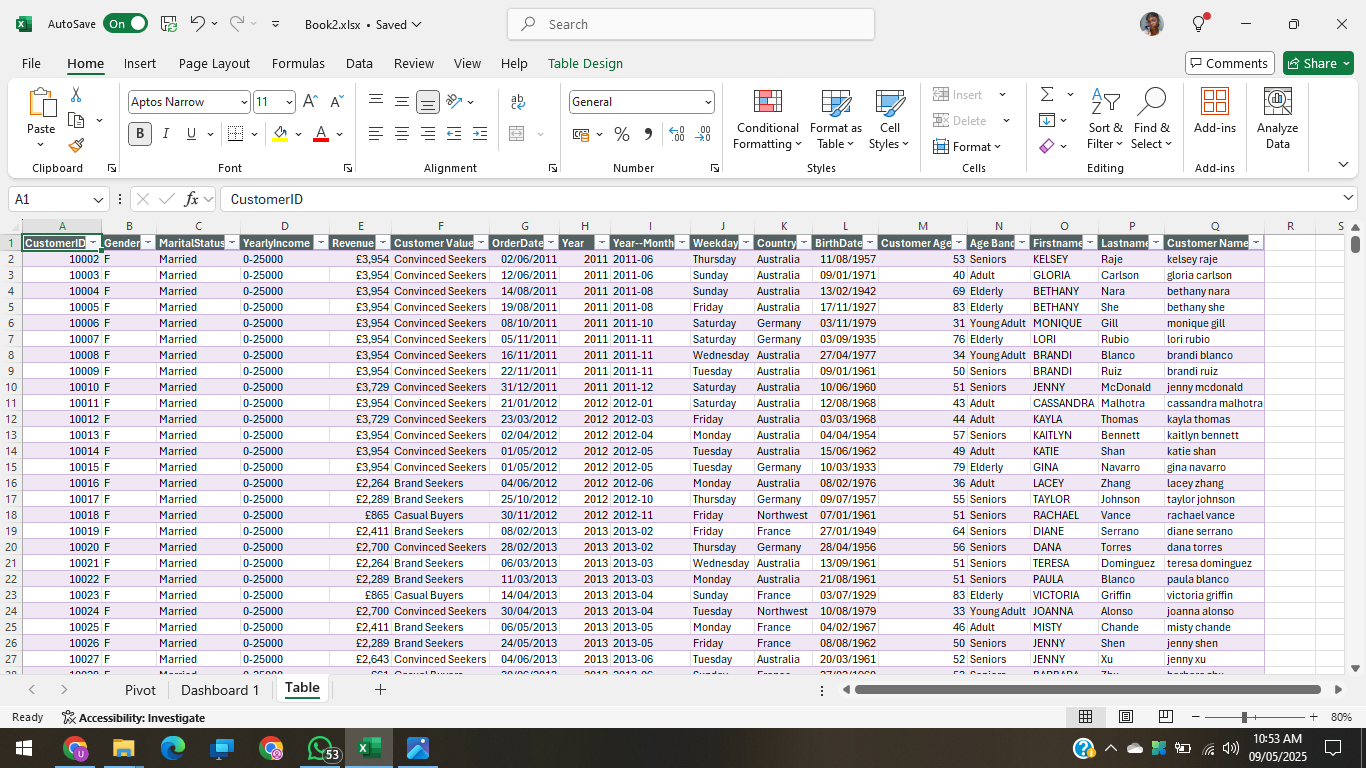 AutoSave On Book2.xlsx • Saved Search
File Home Insert Page Layout Formulas Data Review View Help Table Design Comments Share
Aptos Narrow 11 General Insert
Paste Conditional Formatting Format as Table Cell Styles Delete Sort & Filter Find & Select Add-ins Analyze Data
B I U Format
Clipboard Font Alignment Number Styles Cells Editing Add-ins
A1 fx CustomerID
A B C D E F G H I J K L M N O P Q R S
1 CustomerID Gender MaritalStatus YearlyIncome Revenue Customer Value OrderDate Year Year--Month Weekday Country BirthDate Customer Age Age Band Firstname Lastname Customer Name
2 10002 F Married 0-25000 £3,954 Convinced Seekers 02/06/2011 2011 2011-06 Thursday Australia 11/08/1957 53 Seniors KELSEY Raje kelsey raje
3 10003 F Married 0-25000 £3,954 Convinced Seekers 12/06/2011 2011 2011-06 Sunday Australia 09/01/1971 40 Adult GLORIA Carlson gloria carlson
4 10004 F Married 0-25000 £3,954 Convinced Seekers 14/08/2011 2011 2011-08 Sunday Australia 13/02/1942 69 Elderly BETHANY Nara bethany nara
5 10005 F Married 0-25000 £3,954 Convinced Seekers 19/08/2011 2011 2011-08 Friday Australia 17/11/1927 83 Elderly BETHANY She bethany she
6 10006 F Married 0-25000 £3,954 Convinced Seekers 08/10/2011 2011 2011-10 Saturday Germany 03/11/1979 31 Young Adult MONIQUE Gill monique gill
7 10007 F Married 0-25000 £3,954 Convinced Seekers 05/11/2011 2011 2011-11 Saturday Germany 03/09/1935 76 Elderly LORI Rubio lori rubio
8 10008 F Married 0-25000 £3,954 Convinced Seekers 16/11/2011 2011 2011-11 Wednesday Australia 27/04/1977 34 Young Adult BRANDI Blanco brandi blanco
9 10009 F Married 0-25000 £3,954 Convinced Seekers 22/11/2011 2011 2011-11 Tuesday Australia 09/01/1961 50 Seniors BRANDI Ruiz brandi ruiz
10 10010 F Married 0-25000 £3,729 Convinced Seekers 31/12/2011 2011 2011-12 Saturday Australia 10/06/1960 51 Seniors JENNY McDonald jenny mcdonald
11 10011 F Married 0-25000 £3,954 Convinced Seekers 21/01/2012 2012 2012-01 Saturday Australia 12/08/1968 43 Adult CASSANDRA Malhotra cassandra malhotra
12 10012 F Married 0-25000 £3,729 Convinced Seekers 23/03/2012 2012 2012-03 Friday Australia 03/03/1968 44 Adult KAYLA Thomas kayla thomas
13 10013 F Married 0-25000 £3,954 Convinced Seekers 02/04/2012 2012 2012-04 Monday Australia 04/04/1954 57 Seniors KAITLYN Bennett kaitlyn bennett
14 10014 F Married 0-25000 £3,954 Convinced Seekers 01/05/2012 2012 2012-05 Tuesday Australia 15/06/1962 49 Adult KATIE Shan katie shan
15 10015 F Married 0-25000 £3,954 Convinced Seekers 01/05/2012 2012 2012-05 Tuesday Germany 10/03/1933 79 Elderly GINA Navarro gina navarro
16 10016 F Married 0-25000 £2,264 Brand Seekers 04/06/2012 2012 2012-06 Monday Australia 08/02/1976 36 Adult LACEY Zhang lacey zhang
17 10017 F Married 0-25000 £2,289 Brand Seekers 25/10/2012 2012 2012-10 Thursday Germany 09/07/1957 55 Seniors TAYLOR Johnson taylor johnson
18 10018 F Married 0-25000 £865 Casual Buyers 30/11/2012 2012 2012-11 Friday Northwest 07/01/1961 51 Seniors RACHAEL Vance rachael vance
19 10019 F Married 0-25000 £2,411 Brand Seekers 08/02/2013 2013 2013-02 Friday France 27/01/1949 64 Seniors DIANE Serrano diane serrano
20 10020 F Married 0-25000 £2,700 Convinced Seekers 28/02/2013 2013 2013-02 Thursday Germany 28/04/1956 56 Seniors DANA Torres dana torres
21 10021 F Married 0-25000 £2,264 Brand Seekers 06/03/2013 2013 2013-03 Wednesday Australia 13/09/1961 51 Seniors TERESA Dominguez teresa dominguez
22 10022 F Married 0-25000 £2,289 Brand Seekers 11/03/2013 2013 2013-03 Monday Australia 21/08/1961 51 Seniors PAULA Blanco paula blanco
23 10023 F Married 0-25000 £865 Casual Buyers 14/04/2013 2013 2013-04 Sunday France 03/07/1929 83 Elderly VICTORIA Griffin victoria griffin
24 10024 F Married 0-25000 £2,700 Convinced Seekers 30/04/2013 2013 2013-04 Tuesday Northwest 10/08/1979 33 Young Adult JOANNA Alonso joanna alonso
25 10025 F Married 0-25000 £2,411 Brand Seekers 06/05/2013 2013 2013-05 Monday France 04/02/1967 46 Adult MISTY Chande misty chande
26 10026 F Married 0-25000 £2,289 Brand Seekers 24/05/2013 2013 2013-05 Friday France 08/08/1962 50 Seniors JENNY Shen jenny shen
27 10027 F Married 0-25000 £2,643 Convinced Seekers 04/06/2013 2013 2013-06 Tuesday Australia 20/03/1961 52 Seniors JENNY Xu jenny xu
Pivot Dashboard 1 Table
Ready Accessibility: Investigate 80%
53 10:53 AM
09/05/2025